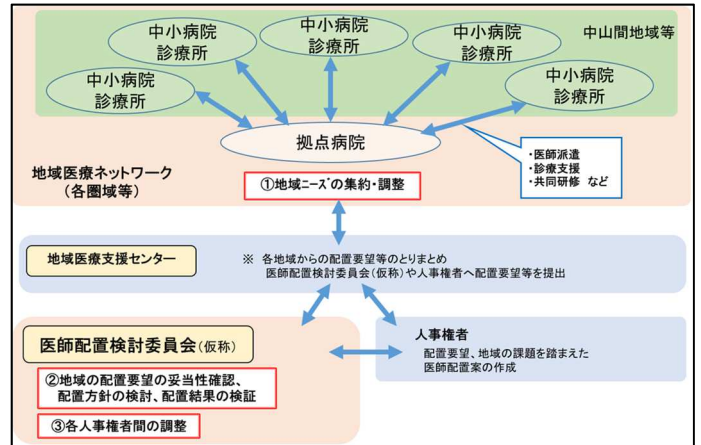 中小病院
診療所
中小病院
診療所
中小病院
診療所
中小病院
診療所
中小病院
診療所
中山間地域等
拠点病院
・医師派遣
・診療支援
・共同研修 など
地域医療ネットワーク
(各圏域等)
①地域ニーズの集約・調整
地域医療支援センター
※ 各地域からの配置要望等のとりまとめ
医師配置検討委員会(仮称)や人事権者へ配置要望等を提出
医師配置検討委員会(仮称)
②地域の配置要望の妥当性確認、
配置方針の検討、配置結果の検証
③各人事権者間の調整
人事権者
配置要望、地域の課題を踏まえた
医師配置案の作成